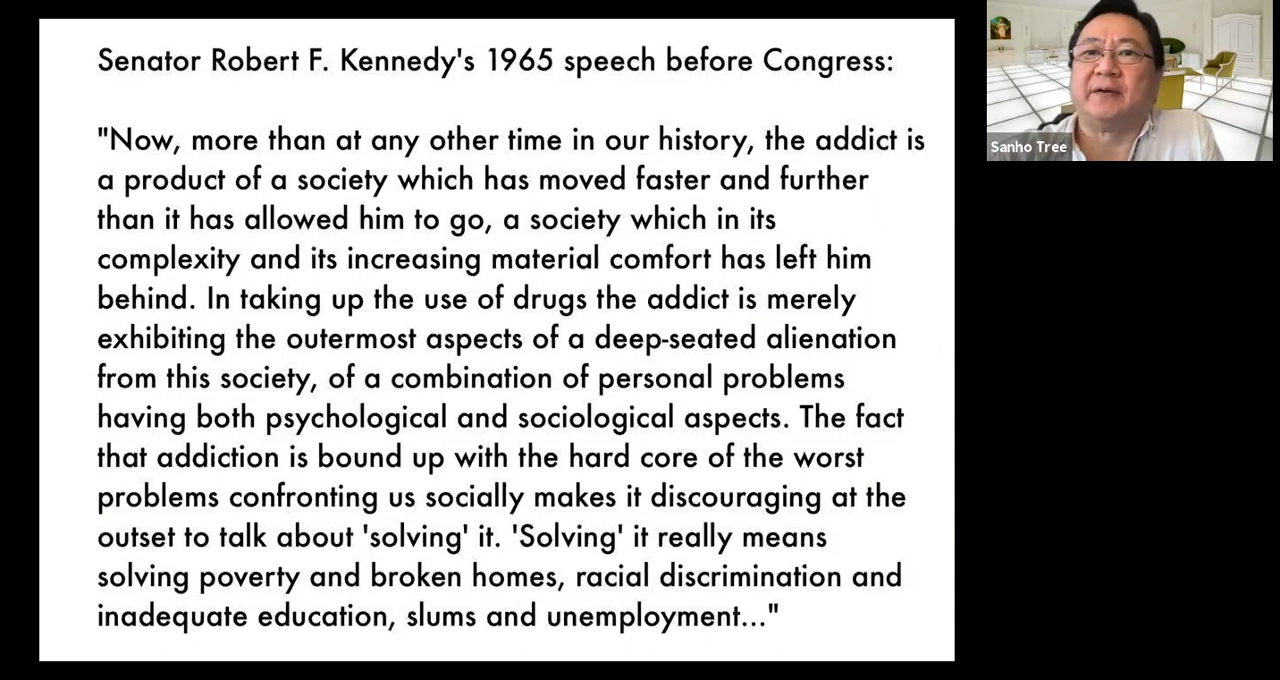 Senator Robert F. Kennedy's 1965 speech before Congress:
"Now, more than at any other time in our history, the addict is
a product of a society which has moved faster and further
than it has allowed him to go, a society which in its
complexity and its increasing material comfort has left him
behind. In taking up the use of drugs the addict is merely
exhibiting the outermost aspects of a deep-seated alienation
from this society, of a combination of personal problems
having both psychological and sociological aspects. The fact
that addiction is bound up with the hard core of the worst
problems confronting us socially makes it discouraging at the
outset to talk about 'solving' it. 'Solving' it really means
solving poverty and broken homes, racial discrimination and
inadequate education, slums and unemployment..."
Sanho Tree